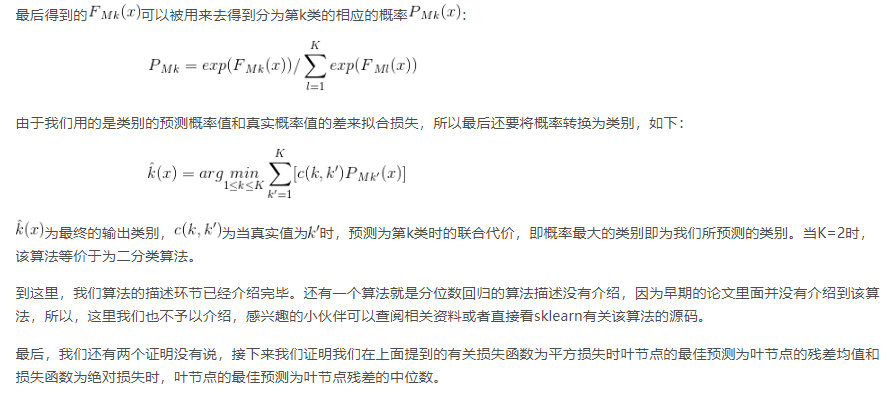 最后得到的F_{Mk}(x)可以被用来去得到分为第k类的相应的概率P_{Mk}(x)：
P_{Mk} = exp(F_{Mk}(x))/\sum_{l=1}^{K} exp(F_{Ml}(x))
由于我们用的是类别的预测概率值和真实概率值的差来拟合损失，所以最后还要将概率转换为类别，如下：
\hat{k}(x) = arg \min_{1≤k≤K} \sum_{k'=1}^{K} [c(k, k')P_{Mk'}(x)]
\hat{k}(x)为最终的输出类别，c(k, k')为当真实值为k'时，预测为第k类时的联合代价，即概率最大的类别即为我们所预测的类别。当K=2时，
该算法等价于为二分类算法。
到这里，我们算法的描述环节已经介绍完毕。还有一个算法就是分位数回归的算法描述没有介绍，因为早期的论文里面并没有介绍到该算
法，所以，这里我们也不予以介绍，感兴趣的小伙伴可以查阅相关资料或者直接看sklearn有关该算法的源码。
最后，我们还有两个证明没有说，接下来我们证明我们在上面提到的有关损失函数为平方损失时叶节点的最佳预测为叶节点的残差均值和
损失函数为绝对损失时，叶节点的最佳预测为叶节点残差的中位数。